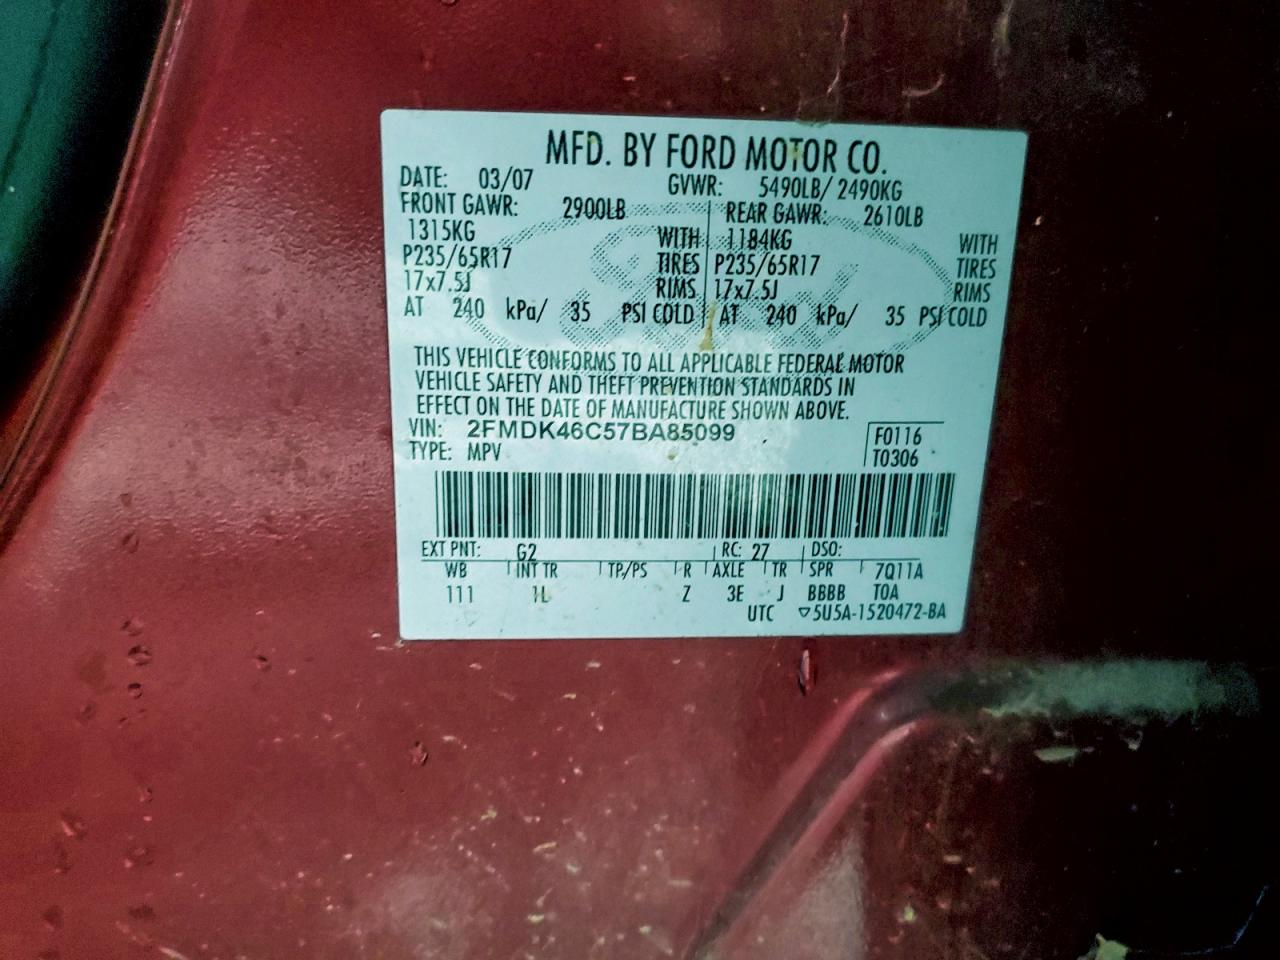 MFD. BY FORD MOTOR CO.
DATE: 03/07 GVWR: 5490LB/ 2490KG
FRONT GAWR: 2900LB REAR GAWR: 2610LB
1315KG WITH 1184KG WITH
P235/65R17 TIRES P235/65R17 TIRES
17x7.5J RIMS 17x7.5J RIMS
AT 240 kPa/ 35 PSI COLD AT 240 kPa/ 35 PSI COLD
THIS VEHICLE CONFORMS TO ALL APPLICABLE FEDERAL MOTOR
VEHICLE SAFETY AND THEFT PREVENTION STANDARDS IN
EFFECT ON THE DATE OF MANUFACTURE SHOWN ABOVE.
VIN: 2FMDK46C57BA85099 F0116
TYPE: MPV T0306
EXT PNT: G2 RC: 27 DSO:
WB INT TR TP/PS R AXLE TR SPR 7Q11A
111 1L Z 3E J BBBB T0A
UTC ▽5U5A-1520472-BA